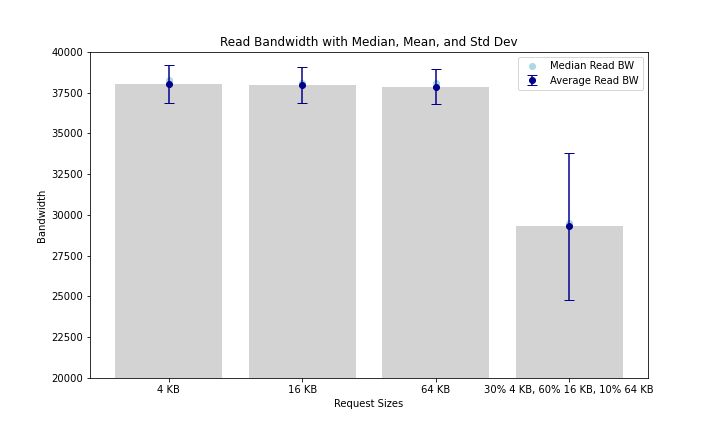 Read Bandwidth with Median, Mean, and Std Dev
Median Read BW
Average Read BW
Bandwidth
40000
37500
35000
32500
30000
27500
25000
22500
20000
4 KB
16 KB
64 KB
30% 4 KB, 60% 16 KB, 10% 64 KB
Request Sizes